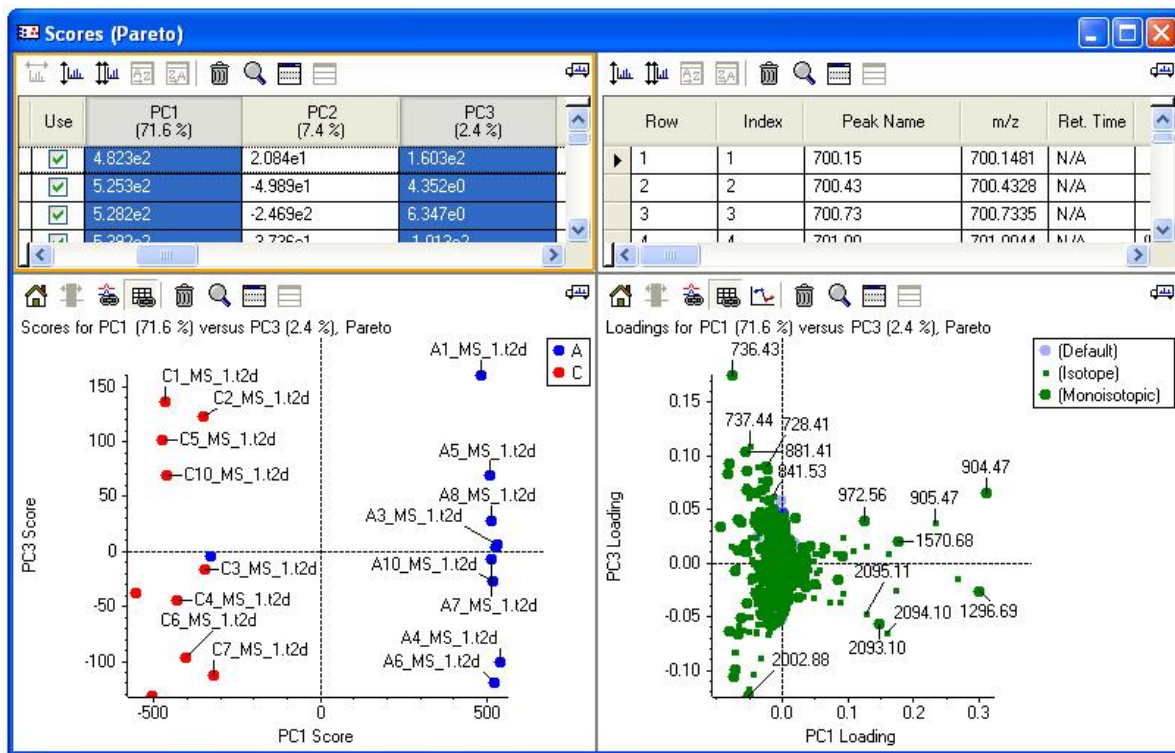 Scores (Pareto)
Use PC1 (71.6 %) PC2 (7.4 %) PC3 (2.4 %)
4.823e2 2.084e1 1.603e2
5.253e2 -4.989e1 4.352e0
5.282e2 -2.469e2 6.347e0
Row Index Peak Name m/z Ret. Time
1 1 700.15 700.1481 N/A
2 2 700.43 700.4328 N/A
3 3 700.73 700.7335 N/A
4 4 701.00 701.0044 N/A
Scores for PC1 (71.6 %) versus PC3 (2.4 %), Pareto
A
C
A1_MS_1.t2d
C1_MS_1.t2d
C2_MS_1.t2d
C5_MS_1.t2d
C10_MS_1.t2d
A5_MS_1.t2d
A8_MS_1.t2d
A3_MS_1.t2d
A10_MS_1.t2d
A7_MS_1.t2d
C3_MS_1.t2d
C4_MS_1.t2d
C6_MS_1.t2d
C7_MS_1.t2d
A4_MS_1.t2d
A6_MS_1.t2d
150
100
50
0
-50
-100
PC3 Score
-500 0 500
PC1 Score
Loadings for PC1 (71.6 %) versus PC3 (2.4 %), Pareto
(Default)
(Isotope)
(Monoisotopic)
736.43
737.44
728.41
881.41
841.53
972.56
905.47
904.47
1570.68
2095.11
2094.10
1296.69
2093.10
2002.88
0.15
0.10
0.05
0.00
-0.05
-0.10
PC3 Loading
0.0 0.1 0.2 0.3
PC1 Loading